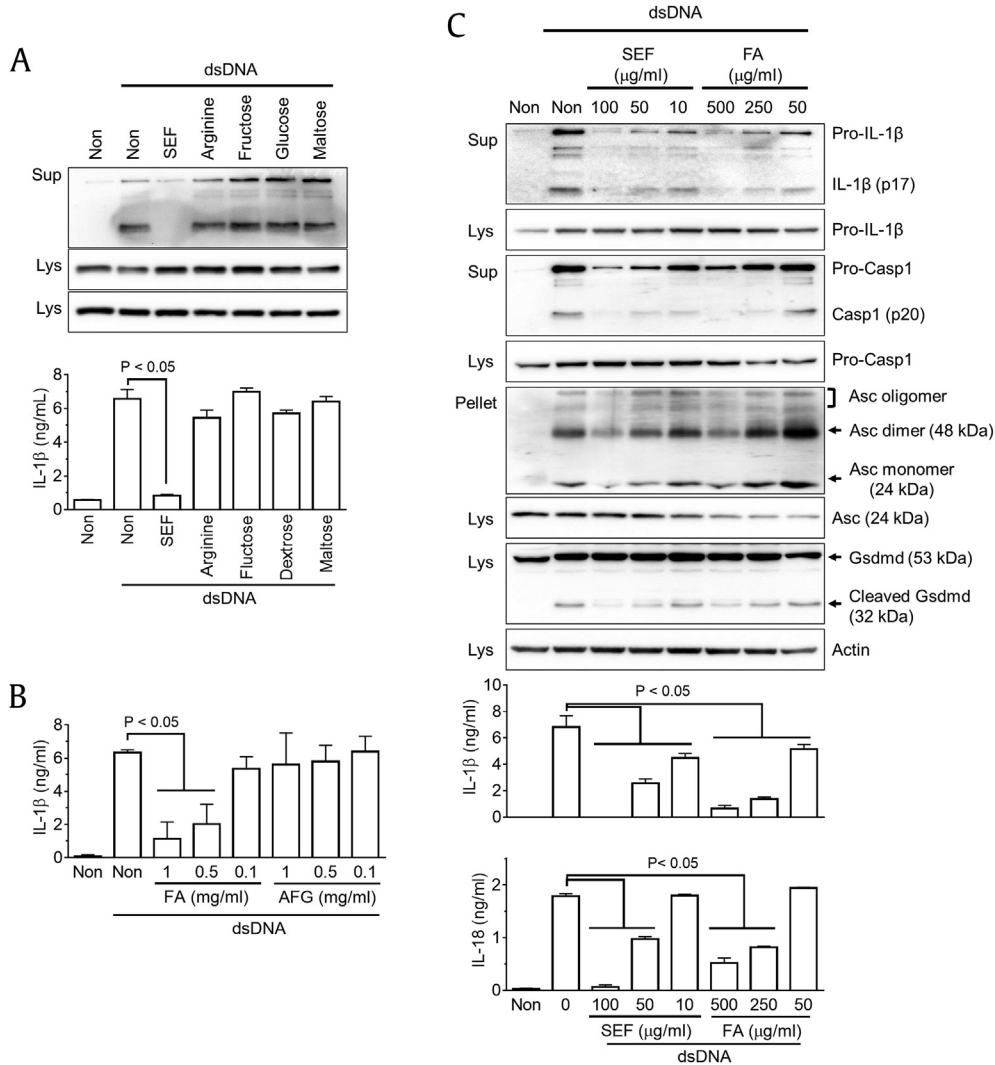 A
dsDNA
Non
Non
SEF
Arginine
Fructose
Glucose
Maltose
Sup
Lys
Lys
P < 0.05
IL-1β (ng/mL)
8
6
4
2
0
Non
Non
SEF
Arginine
Fluctose
Dextrose
Maltose
dsDNA
B
P < 0.05
IL-1β (ng/ml)
8
6
4
2
0
Non Non 1 0.5 0.1 1 0.5 0.1
FA (mg/ml) AFG (mg/ml)
dsDNA
C
dsDNA
SEF FA
(μg/ml) (μg/ml)
Non Non 100 50 10 500 250 50
Sup Pro-IL-1β
IL-1β (p17)
Lys Pro-IL-1β
Sup Pro-Casp1
Casp1 (p20)
Lys Pro-Casp1
Pellet Asc oligomer
Asc dimer (48 kDa)
Asc monomer
(24 kDa)
Lys Asc (24 kDa)
Lys Gsdmd (53 kDa)
Cleaved Gsdmd
(32 kDa)
Lys Actin
P < 0.05
IL-1β (ng/ml)
10
8
6
4
2
0
P< 0.05
IL-18 (ng/ml)
2
1
0
Non 0 100 50 10 500 250 50
SEF (μg/ml) FA (μg/ml)
dsDNA